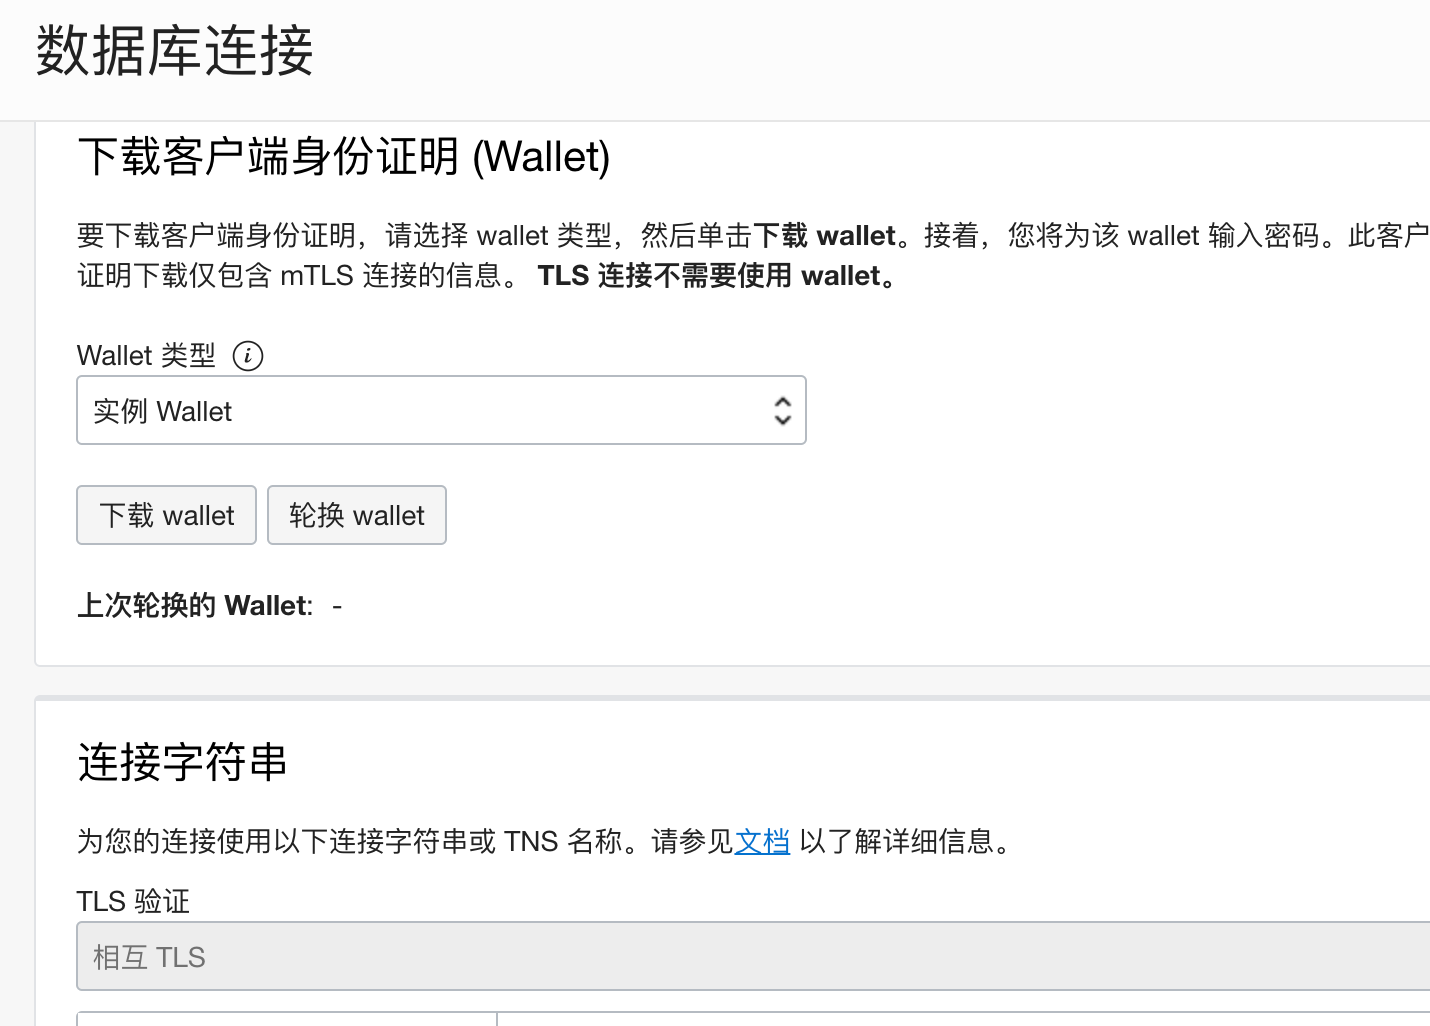 数据库连接
下载客户端身份证明 (Wallet)
要下载客户端身份证明，请选择 wallet 类型，然后单击下载 wallet。接着，您将为该 wallet 输入密码。此客户
证明下载仅包含 mTLS 连接的信息。 TLS 连接不需要使用 wallet。
Wallet 类型 i
实例 Wallet
下载 wallet 轮换 wallet
上次轮换的 Wallet: -
连接字符串
为您的连接使用以下连接字符串或 TNS 名称。请参见文档 以了解详细信息。
TLS 验证
相互 TLS